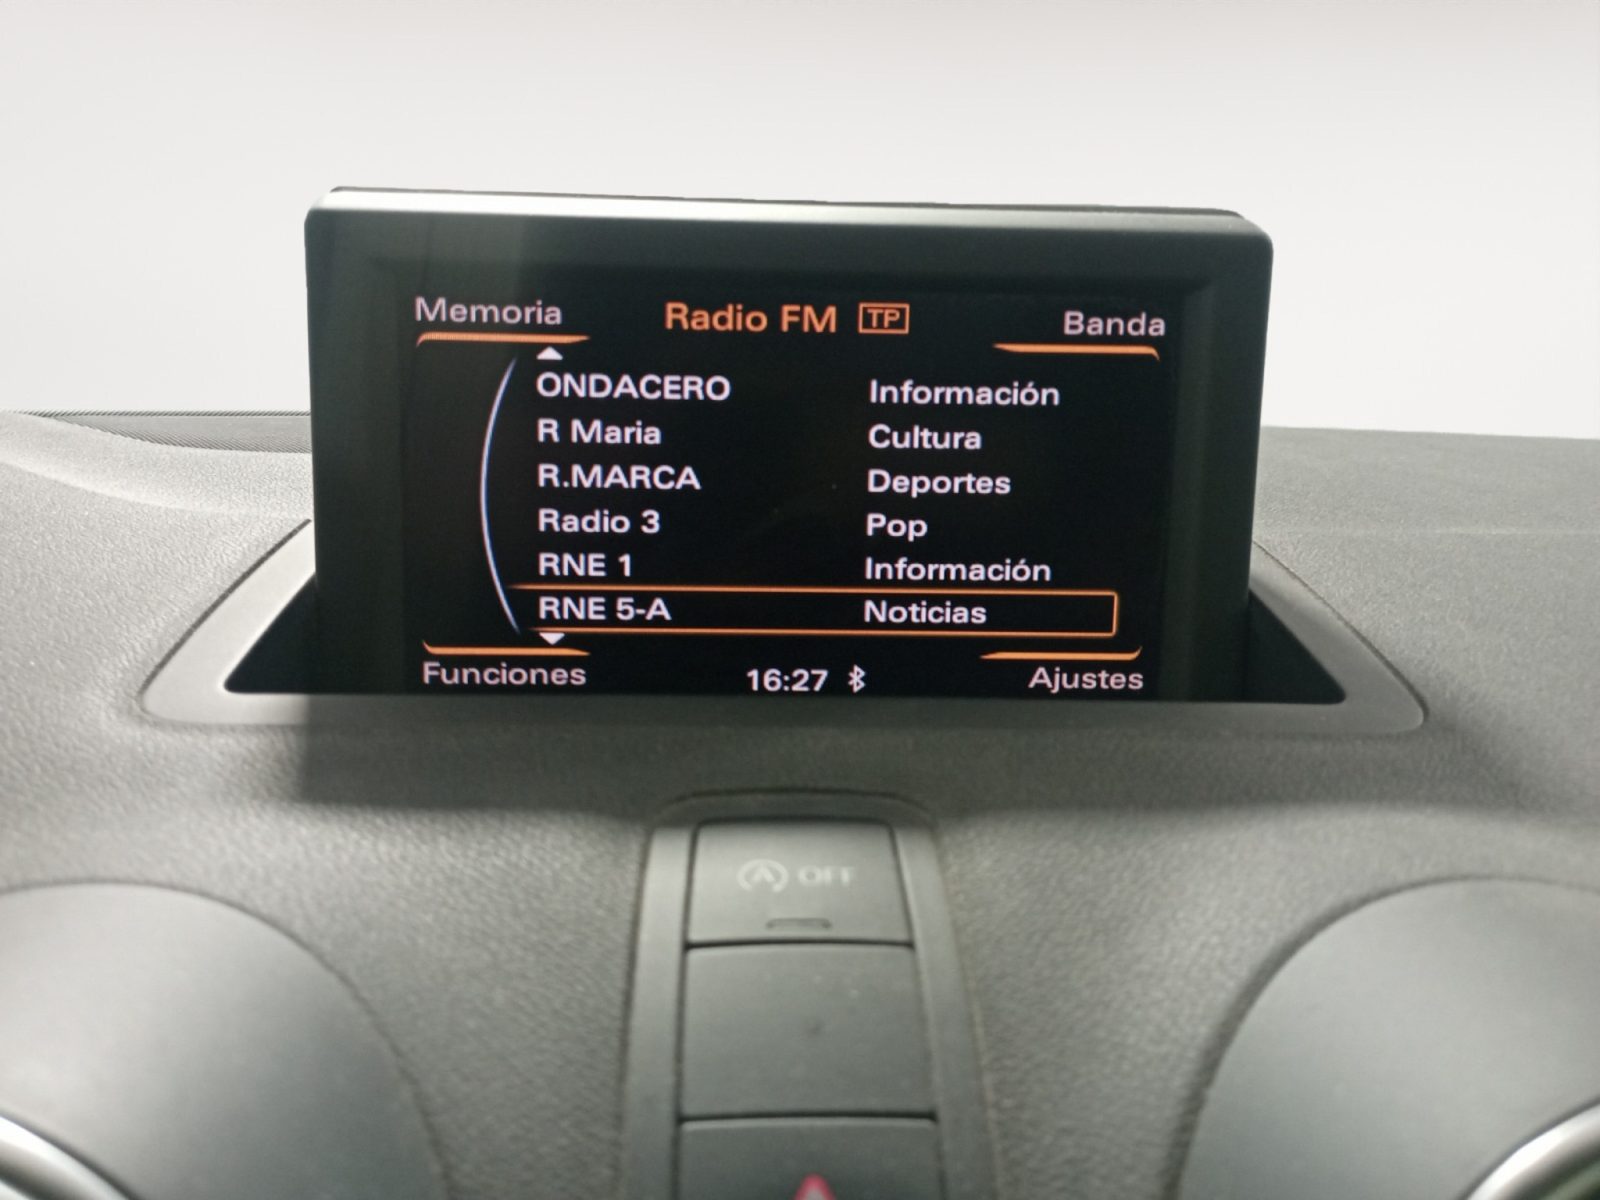 Memoria Radio FM TP Banda
ONDACERO Información
R Maria Cultura
R.MARCA Deportes
Radio 3 Pop
RNE 1 Información
RNE 5-A Noticias
Funciones 16:27 Ajustes
A OFF